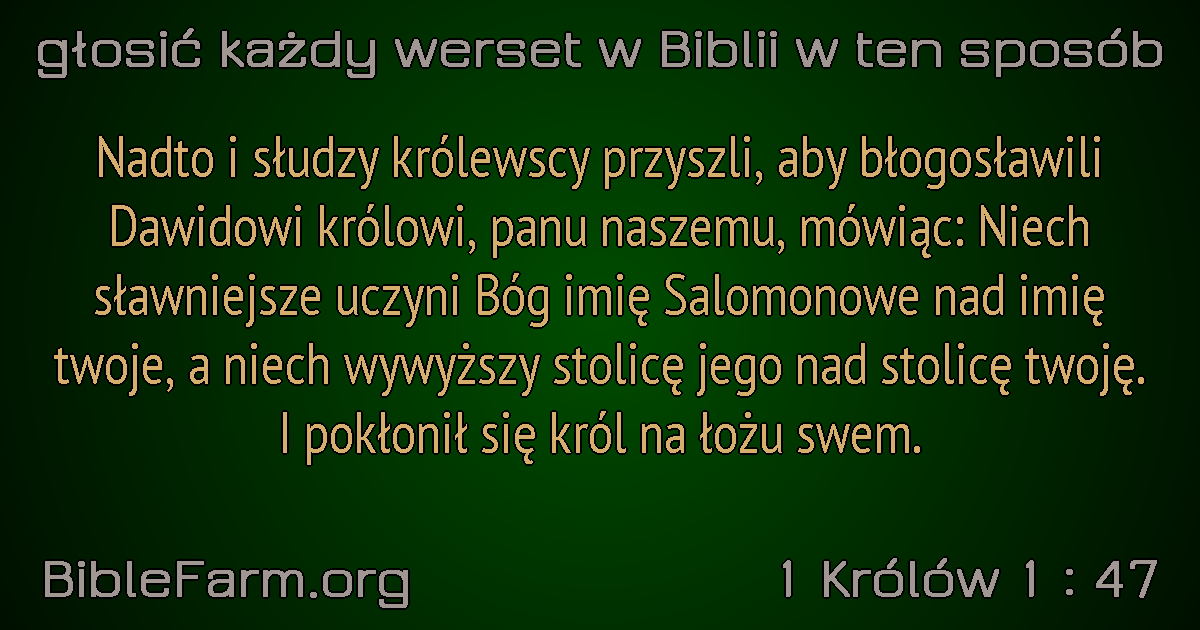 głosić każdy werset w Biblii w ten sposób
Nadto i słudzy królewscy przyszli, aby błogosławili
Dawidowi królowi, panu naszemu, mówiąc: Niech
sławniejsze uczyni Bóg imię Salomonowe nad imię
twoje, a niech wywyższy stolicę jego nad stolicę twoję.
I pokłonił się król na łożu swem.
BibleFarm.org
1 Królów 1 : 47